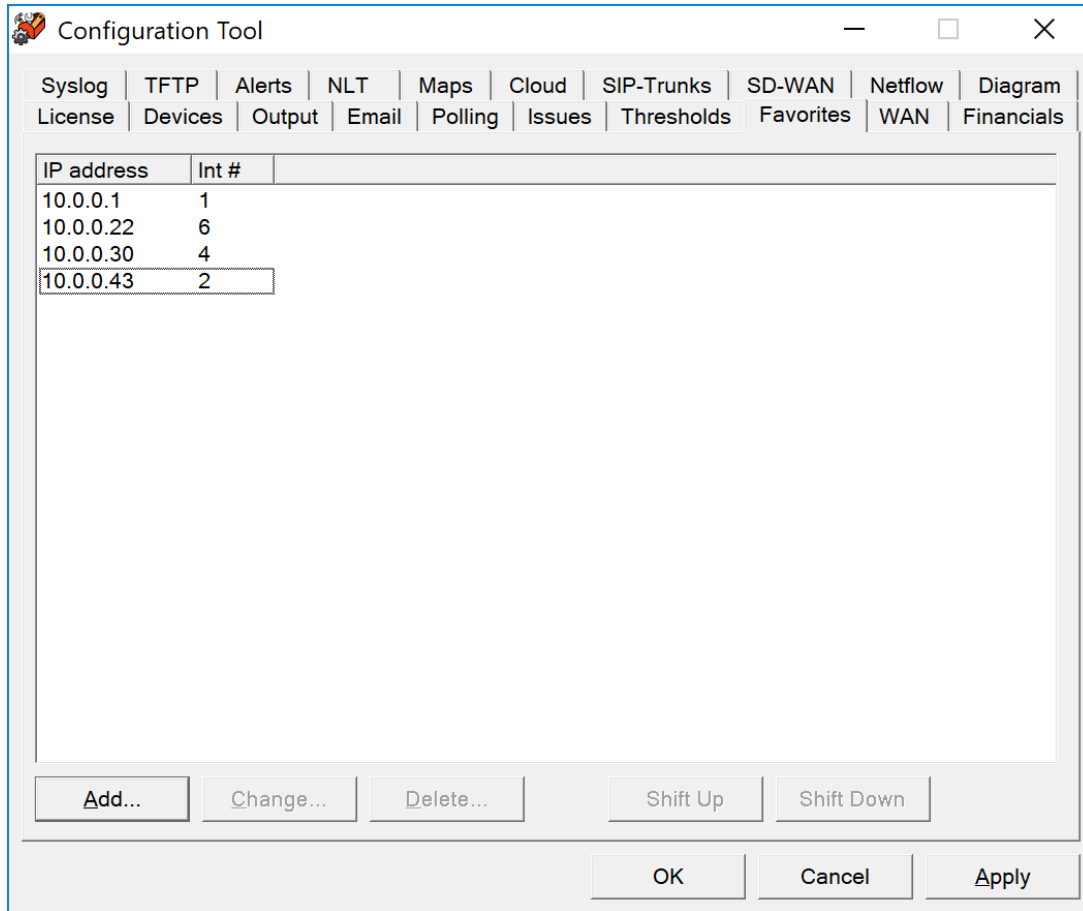 Configuration Tool
Syslog TFTP Alerts NLT Maps Cloud SIP-Trunks SD-WAN Netflow Diagram
License Devices Output Email Polling Issues Thresholds Favorites WAN Financials
IP address Int #
10.0.0.1 1
10.0.0.22 6
10.0.0.30 4
10.0.0.43 2
Add... Change... Delete... Shift Up Shift Down
OK Cancel Apply